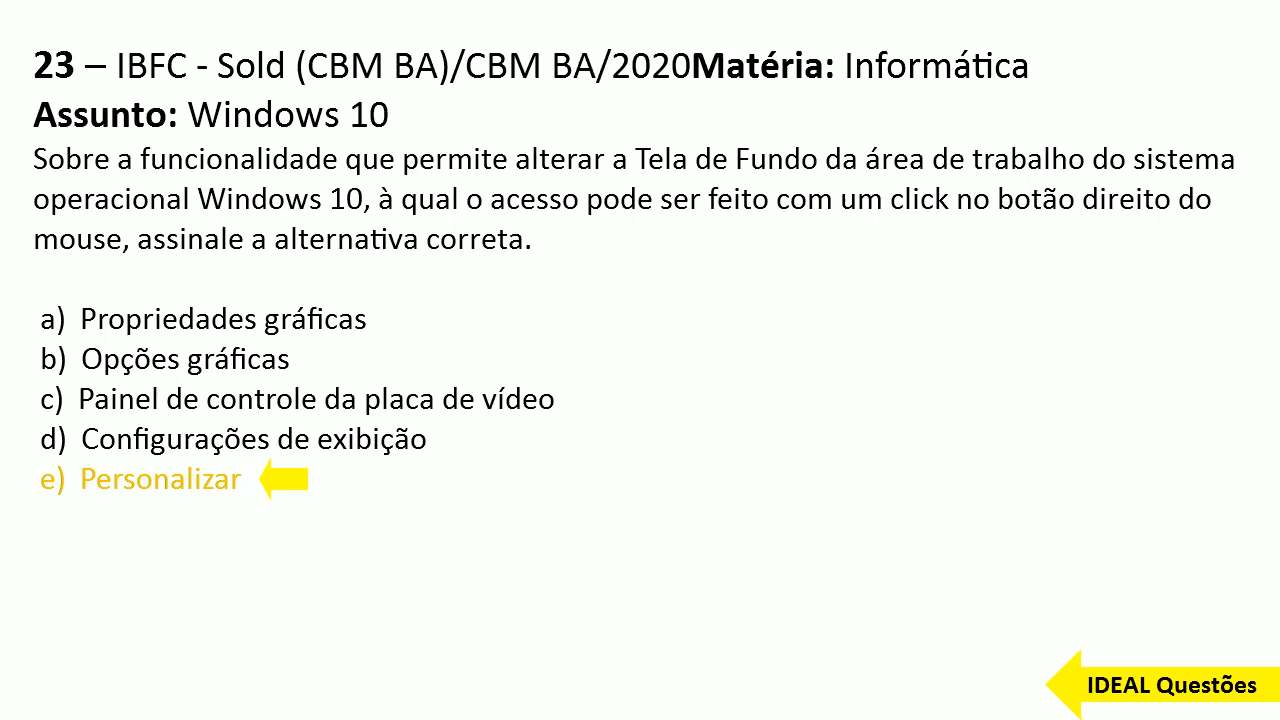 23 – IBFC - Sold (CBM BA)/CBM BA/2020Matéria: Informática
Assunto: Windows 10
Sobre a funcionalidade que permite alterar a Tela de Fundo da área de trabalho do sistema
operacional Windows 10, à qual o acesso pode ser feito com um click no botão direito do
mouse, assinale a alternativa correta.
a) Propriedades gráficas
b) Opções gráficas
c) Painel de controle da placa de vídeo
d) Configurações de exibição
e) Personalizar
IDEAL Questões